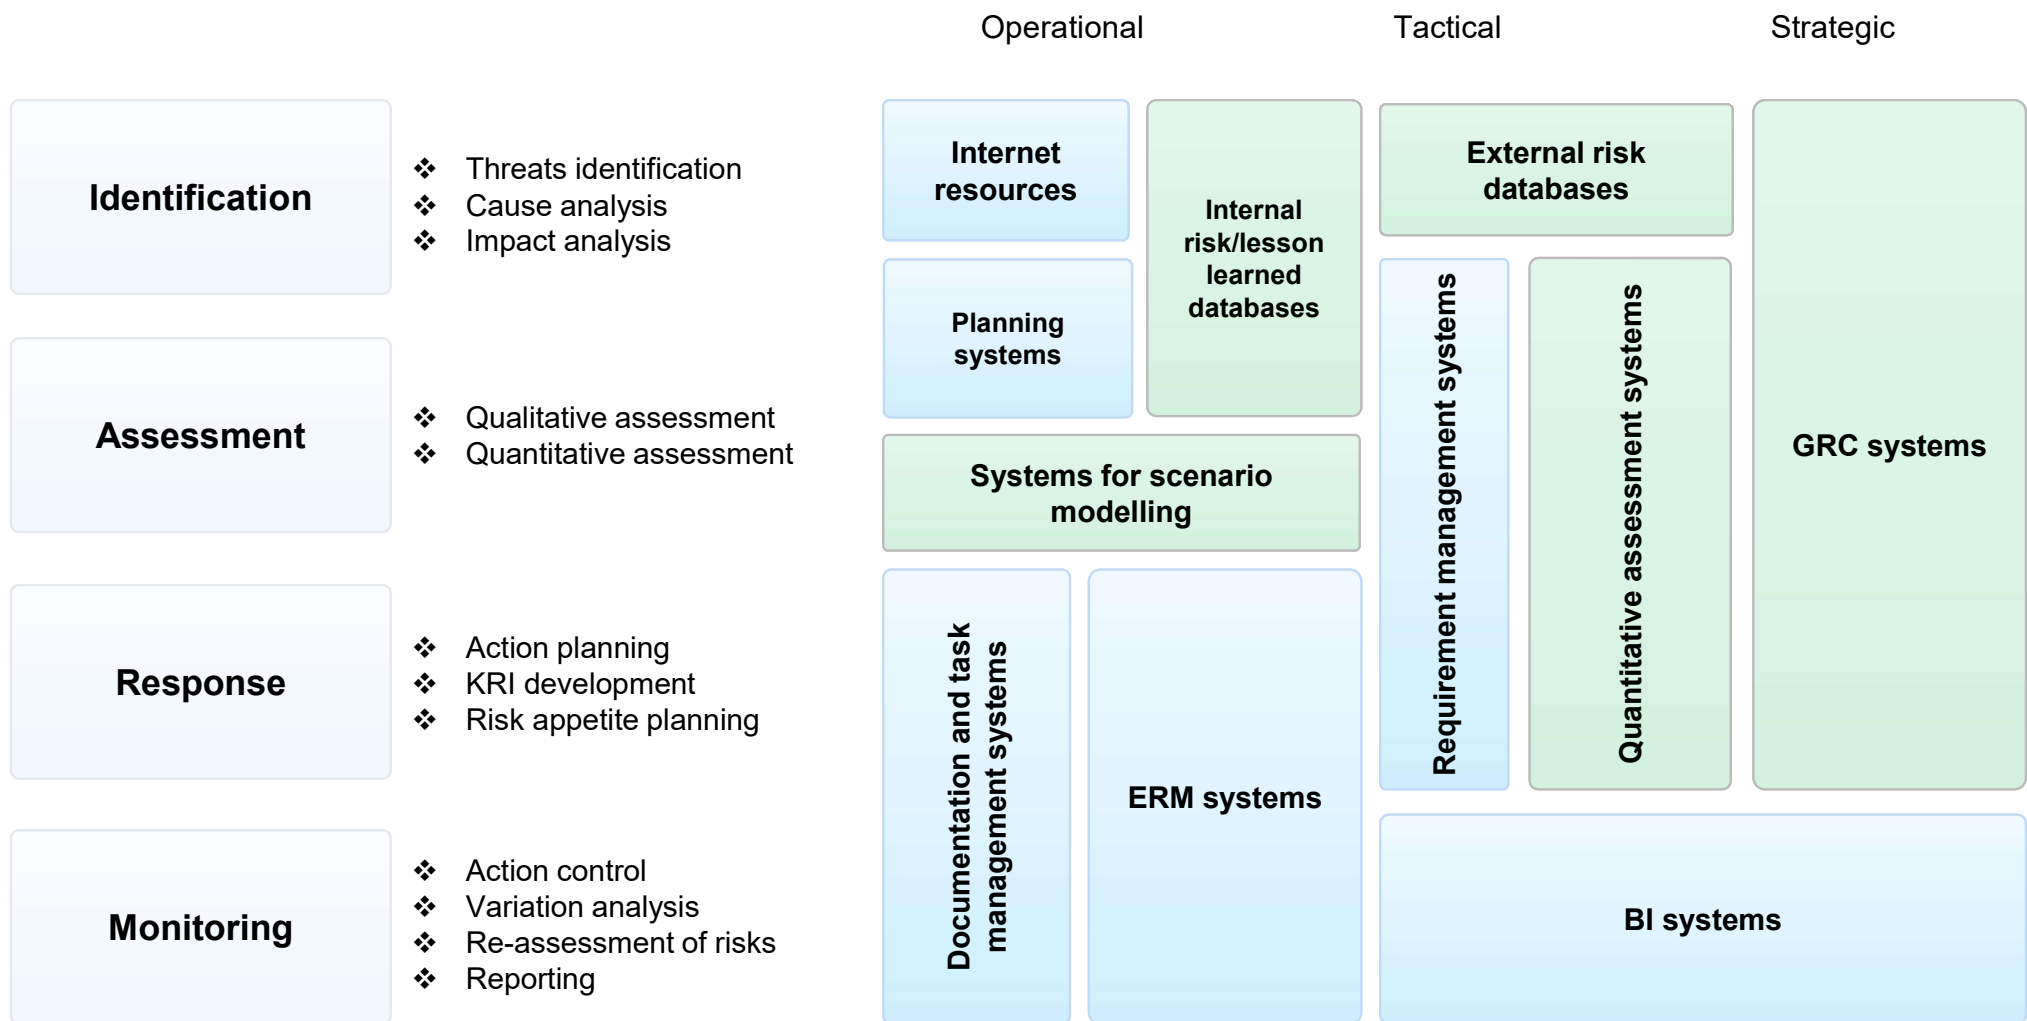 Operational
Tactical
Strategic
Identification
❖ Threats identification
❖ Cause analysis
❖ Impact analysis
Assessment
❖ Qualitative assessment
❖ Quantitative assessment
Response
❖ Action planning
❖ KRI development
❖ Risk appetite planning
Monitoring
❖ Action control
❖ Variation analysis
❖ Re-assessment of risks
❖ Reporting
Internet
resources
Planning
systems
Internal
risk/lesson
learned
databases
Systems for scenario
modelling
Documentation and task
management systems
ERM systems
External risk
databases
Requirement management systems
Quantitative assessment systems
GRC systems
BI systems